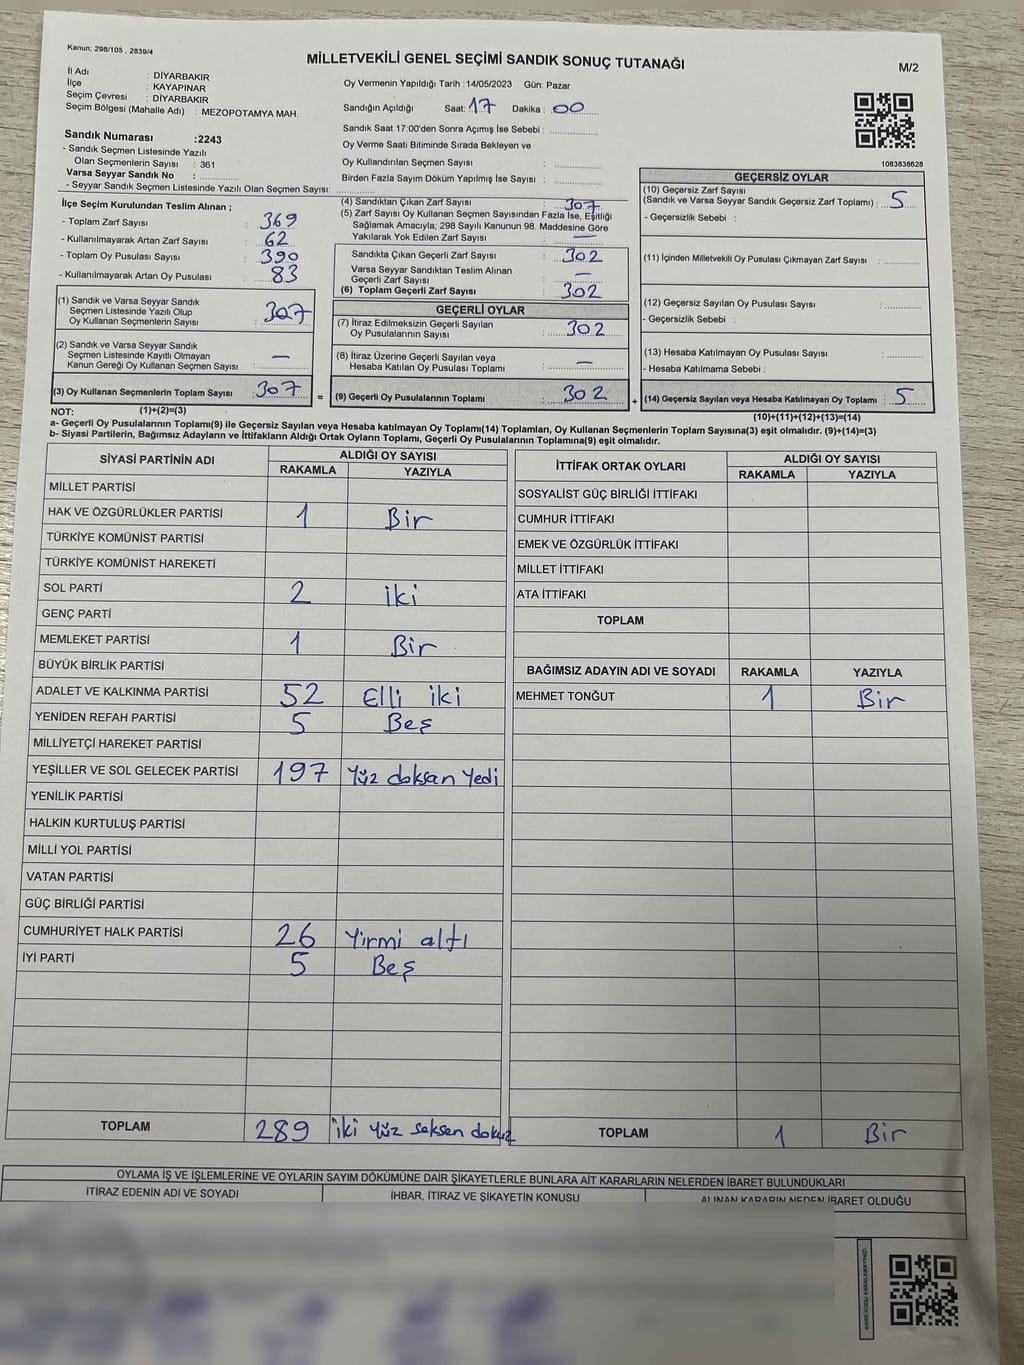 Kanun: 298/105 , 2839/4
MİLLETVEKİLİ GENEL SEÇİMİ SANDIK SONUÇ TUTANAĞI
M/2
İl Adı : DİYARBAKIR
İlçe : KAYAPINAR
Seçim Çevresi : DİYARBAKIR
Seçim Bölgesi (Mahalle Adı) : MEZOPOTAMYA MAH.
Oy Vermenin Yapıldığı Tarih : 14/05/2023 Gün: Pazar
Sandığın Açıldığı Saat: 17 Dakika : 00
Sandık Saat 17:00'den Sonra Açımış İse Sebebi :
Oy Verme Saati Bitiminde Sırada Bekleyen ve
Oy Kullandırılan Seçmen Sayısı :
Birden Fazla Sayım Döküm Yapılmış İse Sayısı :
Sandık Numarası :2243
- Sandık Seçmen Listesinde Yazılı
Olan Seçmenlerin Sayısı : 361
Varsa Seyyar Sandık No :
- Seyyar Sandık Seçmen Listesinde Yazılı Olan Seçmen Sayısı:
1083838628
İlçe Seçim Kurulundan Teslim Alınan ;
- Toplam Zarf Sayısı : 369
- Kullanılmayarak Artan Zarf Sayısı : 62
- Toplam Oy Pusulası Sayısı : 390
- Kullanılmayarak Artan Oy Pusulası : 83
(1) Sandık ve Varsa Seyyar Sandık
Seçmen Listesinde Yazılı Olup
Oy Kullanan Seçmenlerin Sayısı : 307
(2) Sandık ve Varsa Seyyar Sandık
Seçmen Listesinde Kayıtlı Olmayan
Kanun Gereği Oy Kullanan Seçmen Sayısı : —
(3) Oy Kullanan Seçmenlerin Toplam Sayısı : 307
(1)+(2)=(3)
(4) Sandıktan Çıkan Zarf Sayısı : 307
(5) Zarf Sayısı Oy Kullanan Seçmen Sayısından Fazla İse, Eşitliği
Sağlamak Amacıyla; 298 Sayılı Kanunun 98. Maddesine Göre
Yakılarak Yok Edilen Zarf Sayısı : —
Sandıkta Çıkan Geçerli Zarf Sayısı : 302
Varsa Seyyar Sandıktan Teslim Alınan
Geçerli Zarf Sayısı : —
(6) Toplam Geçerli Zarf Sayısı : 302
GEÇERLİ OYLAR
(7) İtiraz Edilmeksizin Geçerli Sayılan
Oy Pusulalarının Sayısı : 302
(8) İtiraz Üzerine Geçerli Sayılan veya
Hesaba Katılan Oy Pusulası Toplamı : —
= (9) Geçerli Oy Pusulalarının Toplamı : 302
GEÇERSİZ OYLAR
(10) Geçersiz Zarf Sayısı
(Sandık ve Varsa Seyyar Sandık Geçersiz Zarf Toplamı) : 5
- Geçersizlik Sebebi :
(11) İçinden Milletvekili Oy Pusulası Çıkmayan Zarf Sayısı :
(12) Geçersiz Sayılan Oy Pusulası Sayısı :
- Geçersizlik Sebebi :
(13) Hesaba Katılmayan Oy Pusulası Sayısı :
- Hesaba Katılmama Sebebi :
+ (14) Geçersiz Sayılan veya Hesaba Katılmayan Oy Toplamı : 5
(10)+(11)+(12)+(13)=(14)
NOT:
a- Geçerli Oy Pusulalarının Toplamı(9) ile Geçersiz Sayılan veya Hesaba katılmayan Oy Toplamı(14) Toplamları, Oy Kullanan Seçmenlerin Toplam Sayısına(3) eşit olmalıdır. (9)+(14)=(3)
b- Siyasi Partilerin, Bağımsız Adayların ve İttifakların Aldığı Ortak Oyların Toplamı, Geçerli Oy Pusulalarının Toplamına(9) eşit olmalıdır.
SİYASİ PARTİNİN ADI ALDIĞI OY SAYISI
RAKAMLA YAZIYLA
MİLLET PARTİSİ
HAK VE ÖZGÜRLÜKLER PARTİSİ 1 Bir
TÜRKİYE KOMÜNİST PARTİSİ
TÜRKİYE KOMÜNİST HAREKETİ
SOL PARTİ 2 iki
GENÇ PARTİ
MEMLEKET PARTİSİ 1 Bir
BÜYÜK BİRLİK PARTİSİ
ADALET VE KALKINMA PARTİSİ 52 Elli iki
YENİDEN REFAH PARTİSİ 5 Beş
MİLLİYETÇİ HAREKET PARTİSİ
YEŞİLLER VE SOL GELECEK PARTİSİ 197 Yüz doksan Yedi
YENİLİK PARTİSİ
HALKIN KURTULUŞ PARTİSİ
MİLLİ YOL PARTİSİ
VATAN PARTİSİ
GÜÇ BİRLİĞİ PARTİSİ
CUMHURİYET HALK PARTİSİ 26 Yirmi altı
İYİ PARTİ 5 Beş
TOPLAM 289 iki Yüz seksen dokuz
İTTİFAK ORTAK OYLARI ALDIĞI OY SAYISI
RAKAMLA YAZIYLA
SOSYALİST GÜÇ BİRLİĞİ İTTİFAKI
CUMHUR İTTİFAKI
EMEK VE ÖZGÜRLÜK İTTİFAKI
MİLLET İTTİFAKI
ATA İTTİFAKI
TOPLAM
BAĞIMSIZ ADAYIN ADI VE SOYADI RAKAMLA YAZIYLA
MEHMET TONĞUT 1 Bir
TOPLAM 1 Bir
OYLAMA İŞ VE İŞLEMLERİNE VE OYLARIN SAYIM DÖKÜMÜNE DAİR ŞİKAYETLERLE BUNLARA AİT KARARLARIN NELERDEN İBARET BULUNDUKLARI
İTİRAZ EDENİN ADI VE SOYADI İHBAR, İTİRAZ VE ŞİKAYETİN KONUSU ALINAN KARARIN NEDEN İBARET OLDUĞU
KARE KODU KARALAMAYINIZ!